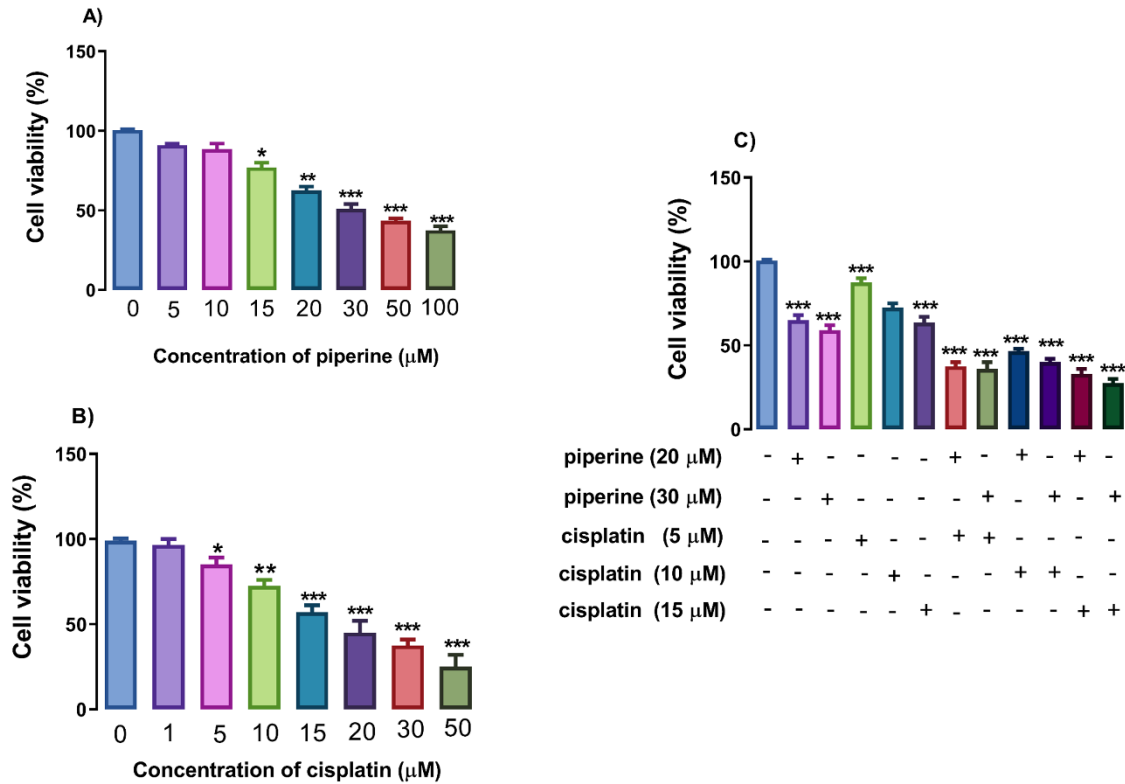 A)
Cell viability (%)
150
100
50
0
* ** *** *** ***
0 5 10 15 20 30 50 100
Concentration of piperine (μM)
B)
Cell viability (%)
150
100
50
0
* ** *** *** *** ***
0 1 5 10 15 20 30 50
Concentration of cisplatin (μM)
C)
Cell viability (%)
150
100
50
0
*** *** *** *** *** *** *** *** *** ***
piperine (20 μM) - + - - - - + - + - + -
piperine (30 μM) - - + - - - - + - + - +
cisplatin (5 μM) - - - + - - + + - - - -
cisplatin (10 μM) - - - - + - - - + + - -
cisplatin (15 μM) - - - - - + - - - - + +